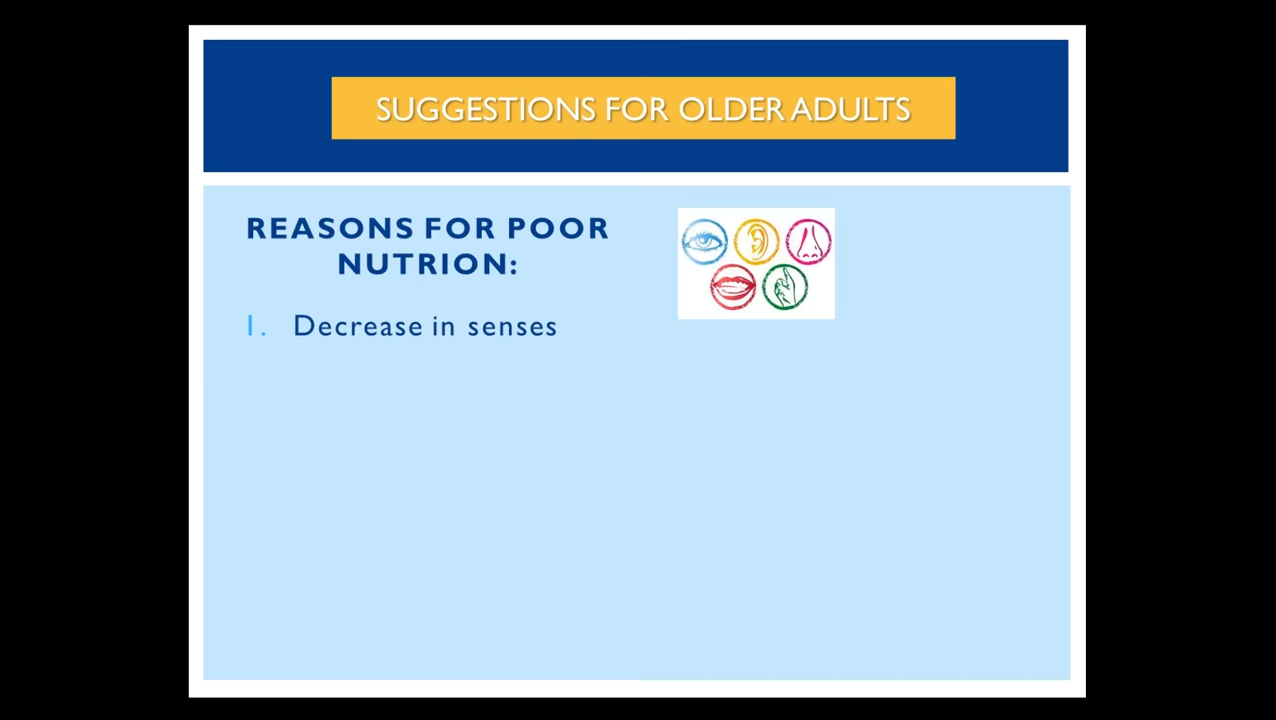 SUGGESTIONS FOR OLDER ADULTS
REASONS FOR POOR
NUTRION:
1. Decrease in senses